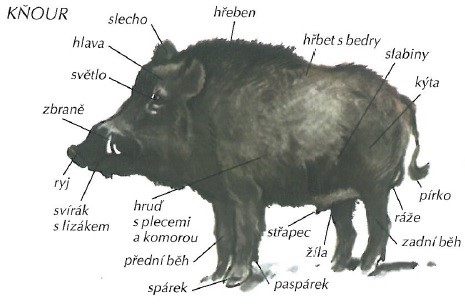 KŇOUR
slecho
hřeben
hlava
hřbet s bedry
slabiny
světlo
kýta
zbraně
ryj
svírák
s lizákem
hruď
s plecemi
a komorou
střapec
žíla
pírko
ráže
zadní běh
přední běh
spárek
paspárek